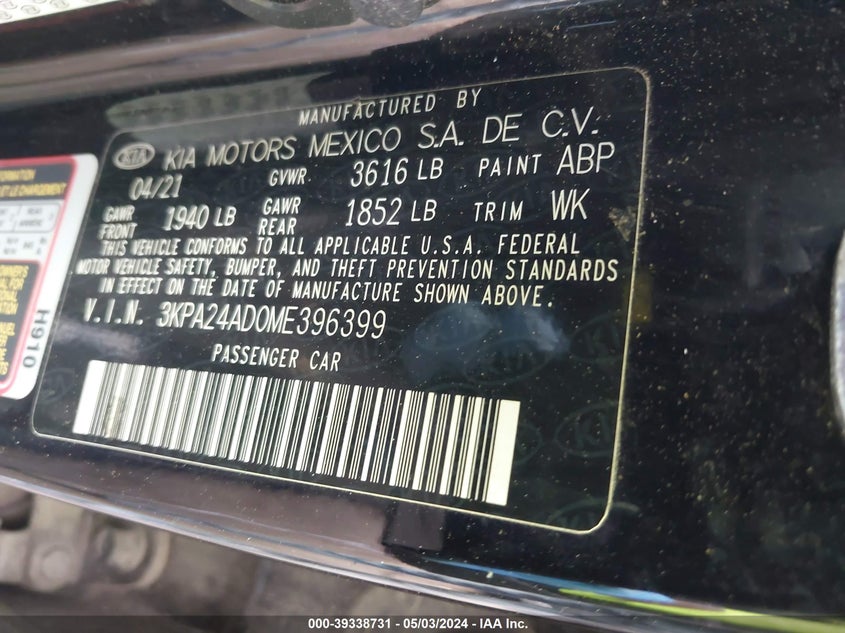 MANUFACTURED BY
KIA KIA MOTORS MEXICO S.A. DE C.V.
04/21 GVWR 3616 LB PAINT ABP
GAWR FRONT 1940 LB GAWR REAR 1852 LB TRIM WK
THIS VEHICLE CONFORMS TO ALL APPLICABLE U.S.A. FEDERAL
MOTOR VEHICLE SAFETY, BUMPER, AND THEFT PREVENTION STANDARDS
IN EFFECT ON THE DATE OF MANUFACTURE SHOWN ABOVE.
V.I.N. 3KPA24AD0ME396399
PASSENGER CAR
H910
000-39338731 - 05/03/2024 - IAA Inc.